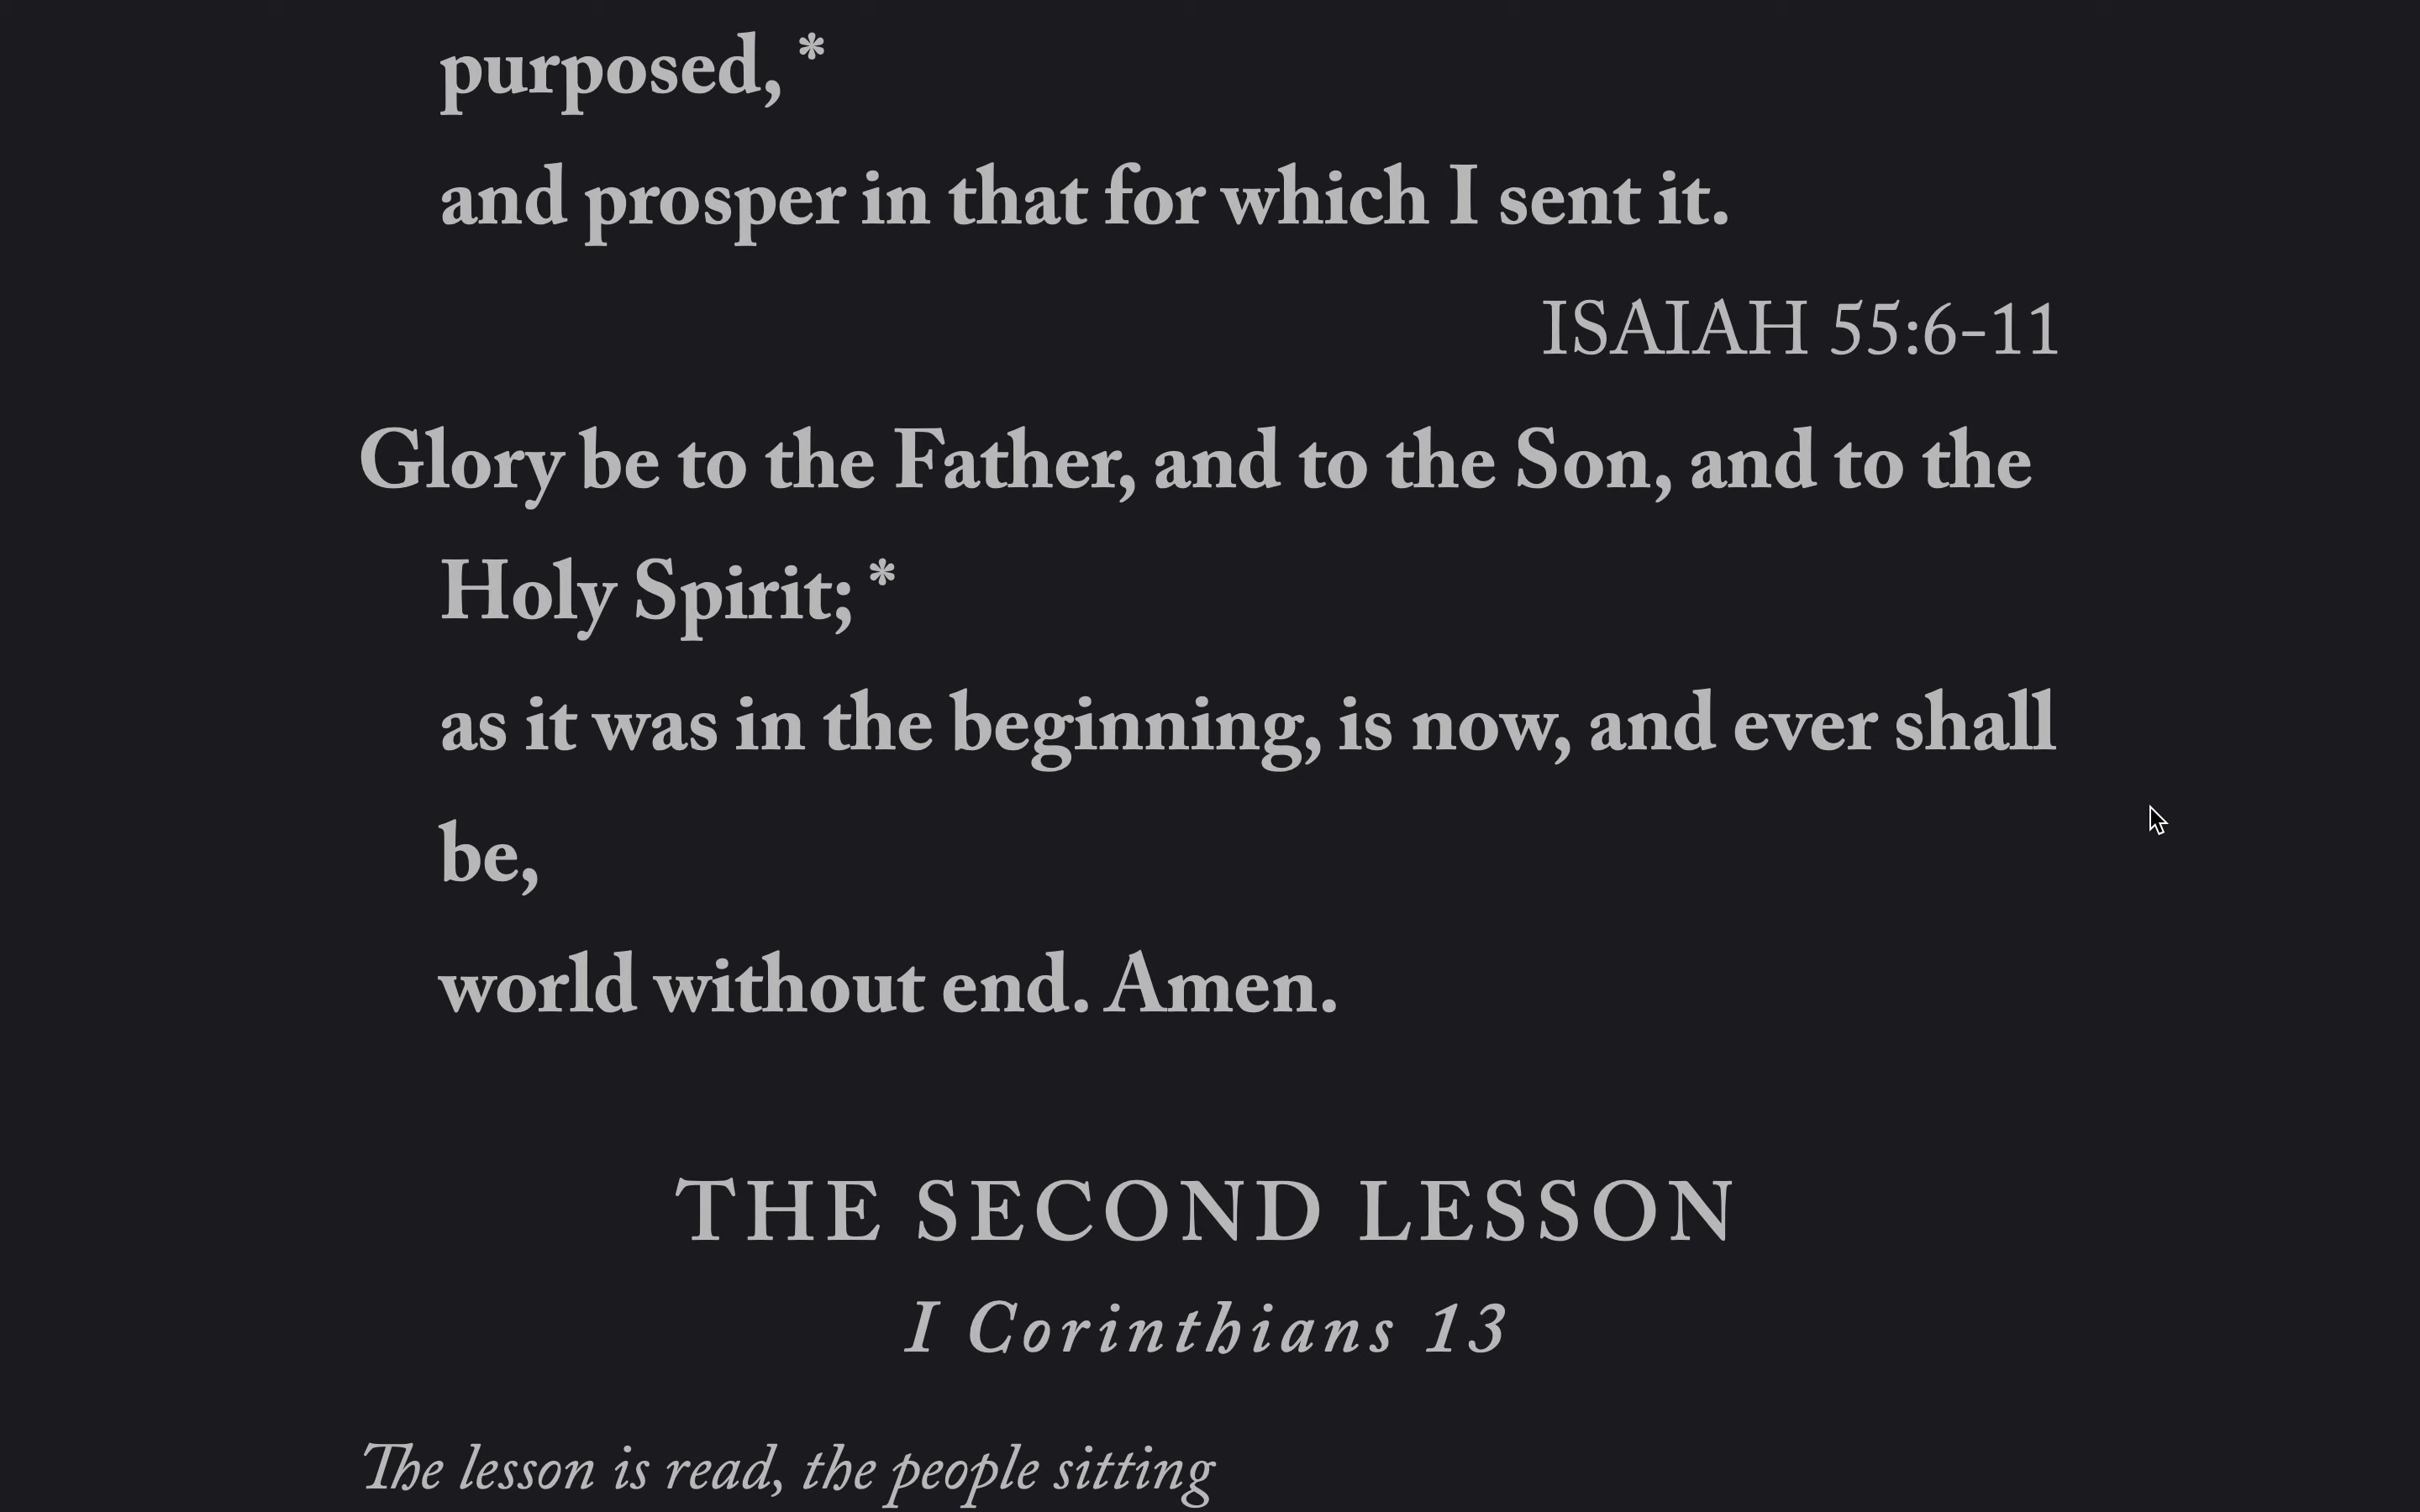 purposed, *
and prosper in that for which I sent it.
ISAIAH 55:6-11
Glory be to the Father, and to the Son, and to the
Holy Spirit; *
as it was in the beginning, is now, and ever shall
be,
world without end. Amen.
THE SECOND LESSON
I Corinthians 13
The lesson is read, the people sitting